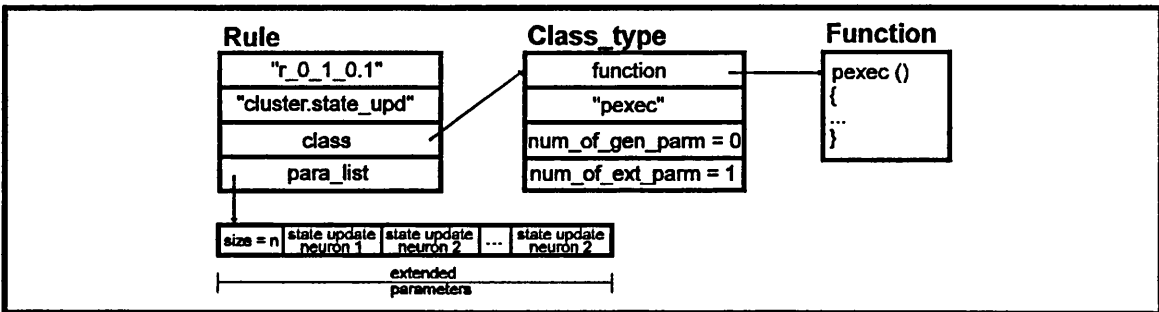 Rule
"r_0_1_0.1"
"cluster.state_upd"
class
para_list
Class_type
function
"pexec"
num_of_gen_parm = 0
num_of_ext_parm = 1
Function
pexec ()
{
...
}
size = n
state update
neuron 1
state update
neuron 2
...
state update
neuron 2
extended
parameters